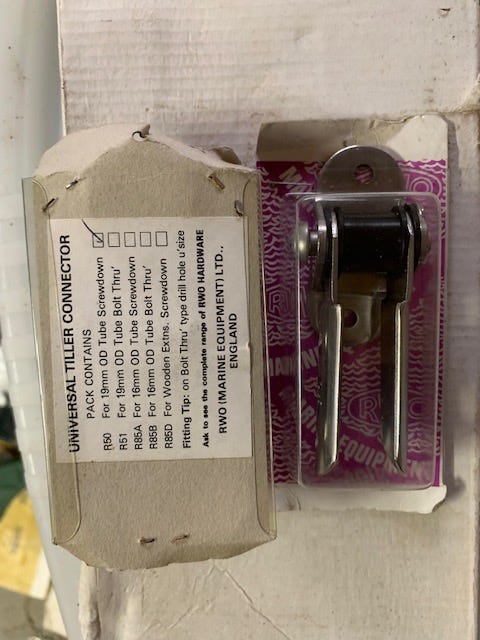 UNIVERSAL TILLER CONNECTOR
PACK CONTAINS
R50 For 19mm OD Tube Screwdown
R51 For 19mm OD Tube Bolt Thru'
R85A For 16mm OD Tube Screwdown
R85B For 16mm OD Tube Bolt Thru'
R85D For Wooden Extns. Screwdown
Fitting Tip: on Bolt Thru' type drill hole u'size
Ask to see the complete range of RWO HARDWARE
RWO (MARINE EQUIPMENT) LTD.,
ENGLAND
EQUIPMEN